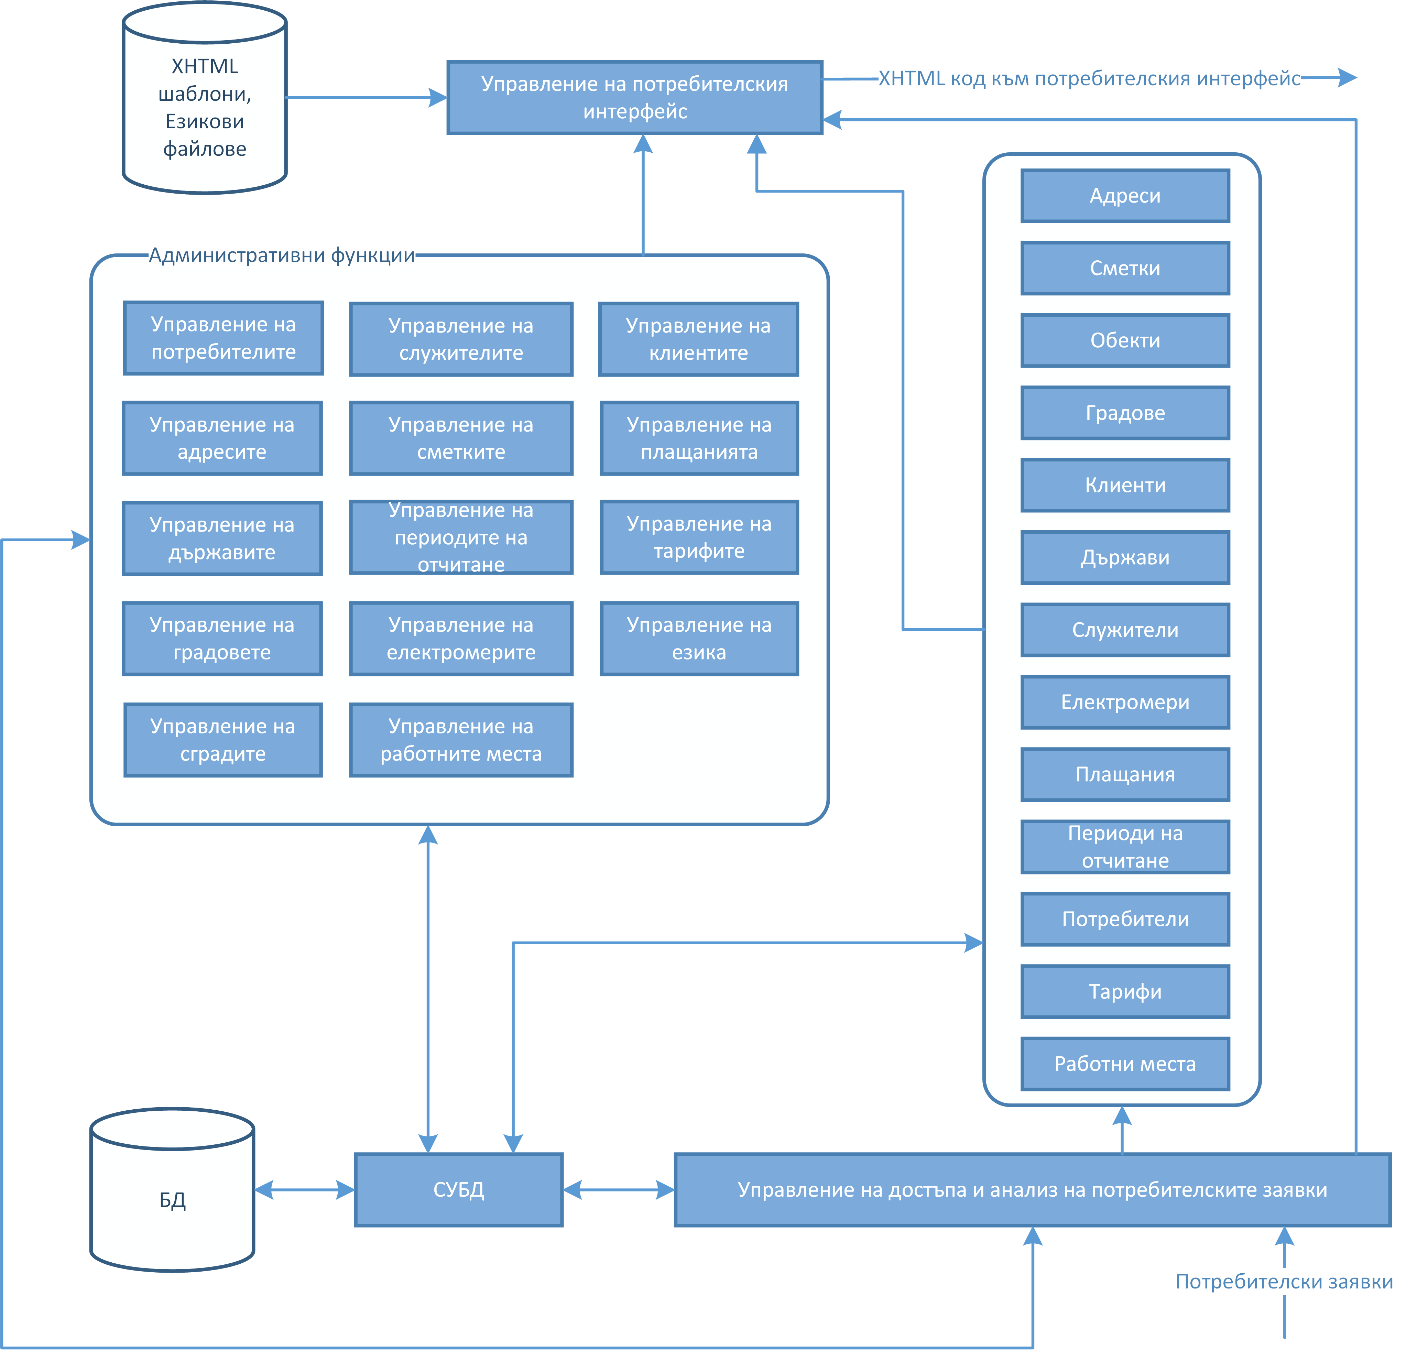 XHTML
шаблони,
Езикови
файлове
Управление на потребителския
интерфейс
XHTML код към потребителския интерфейс
Административни функции
Управление на
потребителите
Управление на
служителите
Управление на
клиентите
Управление на
адресите
Управление на
сметките
Управление на
плащанията
Управление на
държавите
Управление на
периодите на
отчитане
Управление на
тарифите
Управление на
градовете
Управление на
електромерите
Управление на
езика
Управление на
сградите
Управление на
работните места
Адреси
Сметки
Обекти
Градове
Клиенти
Държави
Служители
Електромери
Плащания
Периоди на
отчитане
Потребители
Тарифи
Работни места
БД
СУБД
Управление на достъпа и анализ на потребителските заявки
Потребителски заявки